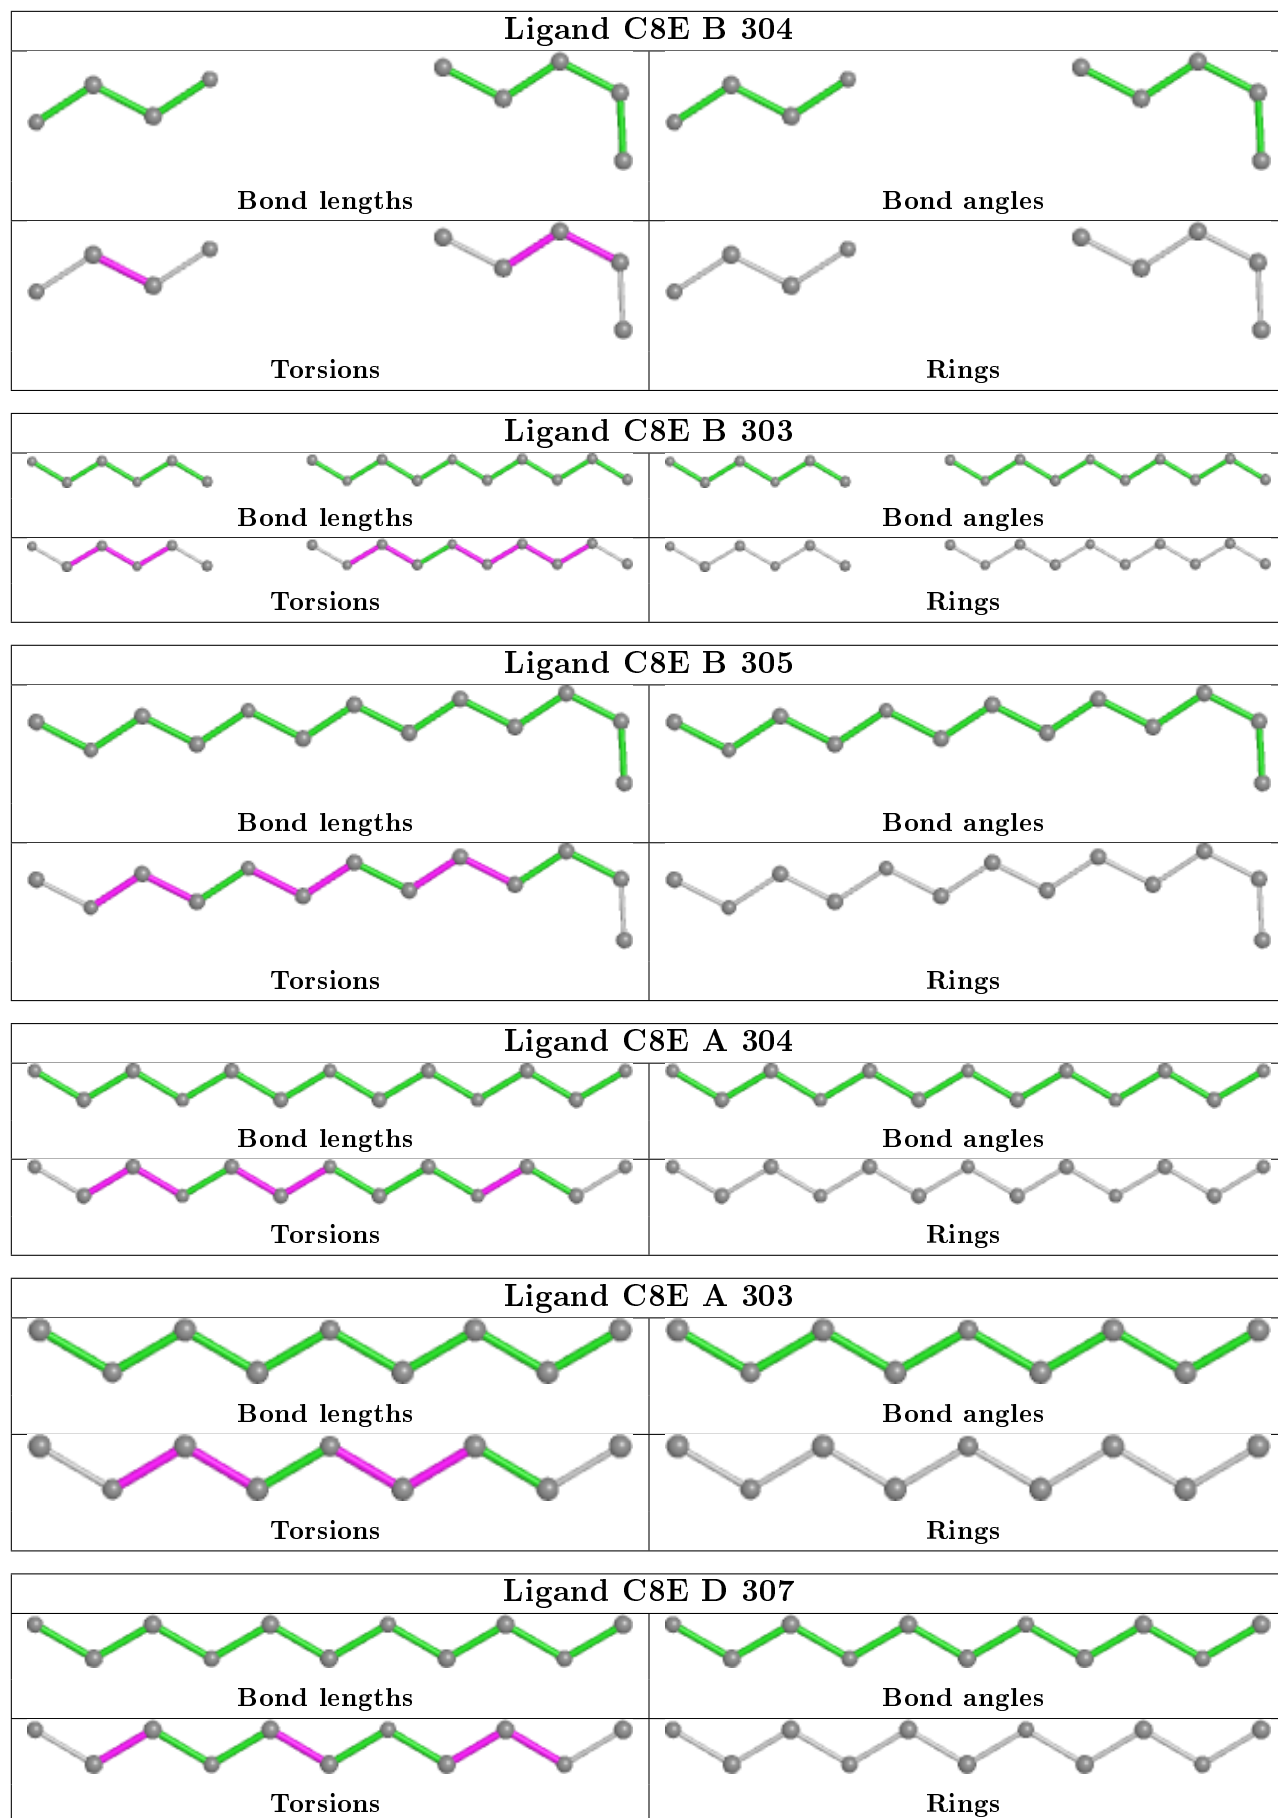 Ligand C8E B 304
Bond lengths
Bond angles
Torsions
Rings
Ligand C8E B 303
Bond lengths
Bond angles
Torsions
Rings
Ligand C8E B 305
Bond lengths
Bond angles
Torsions
Rings
Ligand C8E A 304
Bond lengths
Bond angles
Torsions
Rings
Ligand C8E A 303
Bond lengths
Bond angles
Torsions
Rings
Ligand C8E D 307
Bond lengths
Bond angles
Torsions
Rings